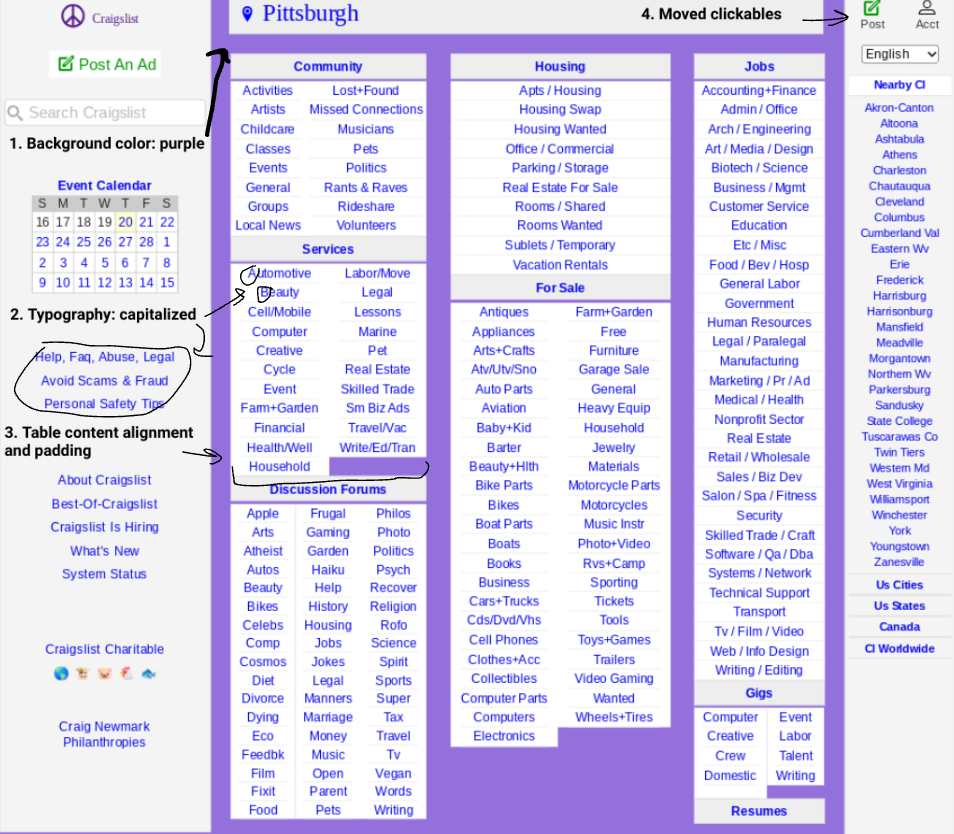 Craigslist
Post An Ad
Search Craigslist
1. Background color: purple
Event Calendar
S M T W T F S
16 17 18 19 20 21 22
23 24 25 26 27 28 1
2 3 4 5 6 7 8
9 10 11 12 13 14 15
2. Typography: capitalized
Help, Faq, Abuse, Legal
Avoid Scams & Fraud
Personal Safety Tips
3. Table content alignment
and padding
About Craigslist
Best-Of-Craigslist
Craigslist Is Hiring
What's New
System Status
Craigslist Charitable
Craig Newmark
Philanthropies
Pittsburgh
4. Moved clickables
Community
Activities Lost+Found
Artists Missed Connections
Childcare Musicians
Classes Pets
Events Politics
General Rants & Raves
Groups Rideshare
Local News Volunteers
Services
Automotive Labor/Move
Beauty Legal
Cell/Mobile Lessons
Computer Marine
Creative Pet
Cycle Real Estate
Event Skilled Trade
Farm+Garden Sm Biz Ads
Financial Travel/Vac
Health/Well Write/Ed/Tran
Household
Discussion Forums
Apple Frugal Philos
Arts Gaming Photo
Atheist Garden Politics
Autos Haiku Psych
Beauty Help Recover
Bikes History Religion
Celebs Housing Rofo
Comp Jobs Science
Cosmos Jokes Spirit
Diet Legal Sports
Divorce Manners Super
Dying Marriage Tax
Eco Money Travel
Feedbk Music Tv
Film Open Vegan
Fixit Parent Words
Food Pets Writing
Housing
Apts / Housing
Housing Swap
Housing Wanted
Office / Commercial
Parking / Storage
Real Estate For Sale
Rooms / Shared
Rooms Wanted
Sublets / Temporary
Vacation Rentals
For Sale
Antiques Farm+Garden
Appliances Free
Arts+Crafts Furniture
Atv/Utv/Sno Garage Sale
Auto Parts General
Aviation Heavy Equip
Baby+Kid Household
Barter Jewelry
Beauty+Hlth Materials
Bike Parts Motorcycle Parts
Bikes Motorcycles
Boat Parts Music Instr
Boats Photo+Video
Books Rvs+Camp
Business Sporting
Cars+Trucks Tickets
Cds/Dvd/Vhs Tools
Cell Phones Toys+Games
Clothes+Acc Trailers
Collectibles Video Gaming
Computer Parts Wanted
Computers Wheels+Tires
Electronics
Jobs
Accounting+Finance
Admin / Office
Arch / Engineering
Art / Media / Design
Biotech / Science
Business / Mgmt
Customer Service
Education
Etc / Misc
Food / Bev / Hosp
General Labor
Government
Human Resources
Legal / Paralegal
Manufacturing
Marketing / Pr / Ad
Medical / Health
Nonprofit Sector
Real Estate
Retail / Wholesale
Sales / Biz Dev
Salon / Spa / Fitness
Security
Skilled Trade / Craft
Software / Qa / Dba
Systems / Network
Technical Support
Transport
Tv / Film / Video
Web / Info Design
Writing / Editing
Gigs
Computer Event
Creative Labor
Crew Talent
Domestic Writing
Resumes
Post Acct
English
Nearby Cl
Akron-Canton
Altoona
Ashtabula
Athens
Charleston
Chautauqua
Cleveland
Columbus
Cumberland Val
Eastern Wv
Erie
Frederick
Harrisburg
Harrisonburg
Mansfield
Meadville
Morgantown
Northern Wv
Parkersburg
Sandusky
State College
Tuscarawas Co
Twin Tiers
Western Md
West Virginia
Williamsport
Winchester
York
Youngstown
Zanesville
Us Cities
Us States
Canada
Cl Worldwide